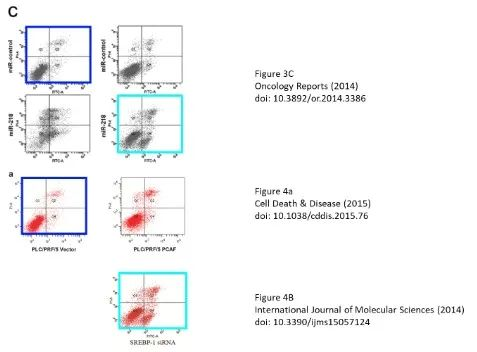 C
miR-control
FITC-A
miR-control
FITC-A
Figure 3C
Oncology Reports (2014)
doi: 10.3892/or.2014.3386
miR-218
FITC-A
miR-218
FITC-A
a
PLC/PRF/5 Vector
PLC/PRF/5 PCAF
Figure 4a
Cell Death & Disease (2015)
doi: 10.1038/cddis.2015.76
SREBP-1 siRNA
Figure 4B
International Journal of Molecular Sciences (2014)
doi: 10.3390/ijms15057124